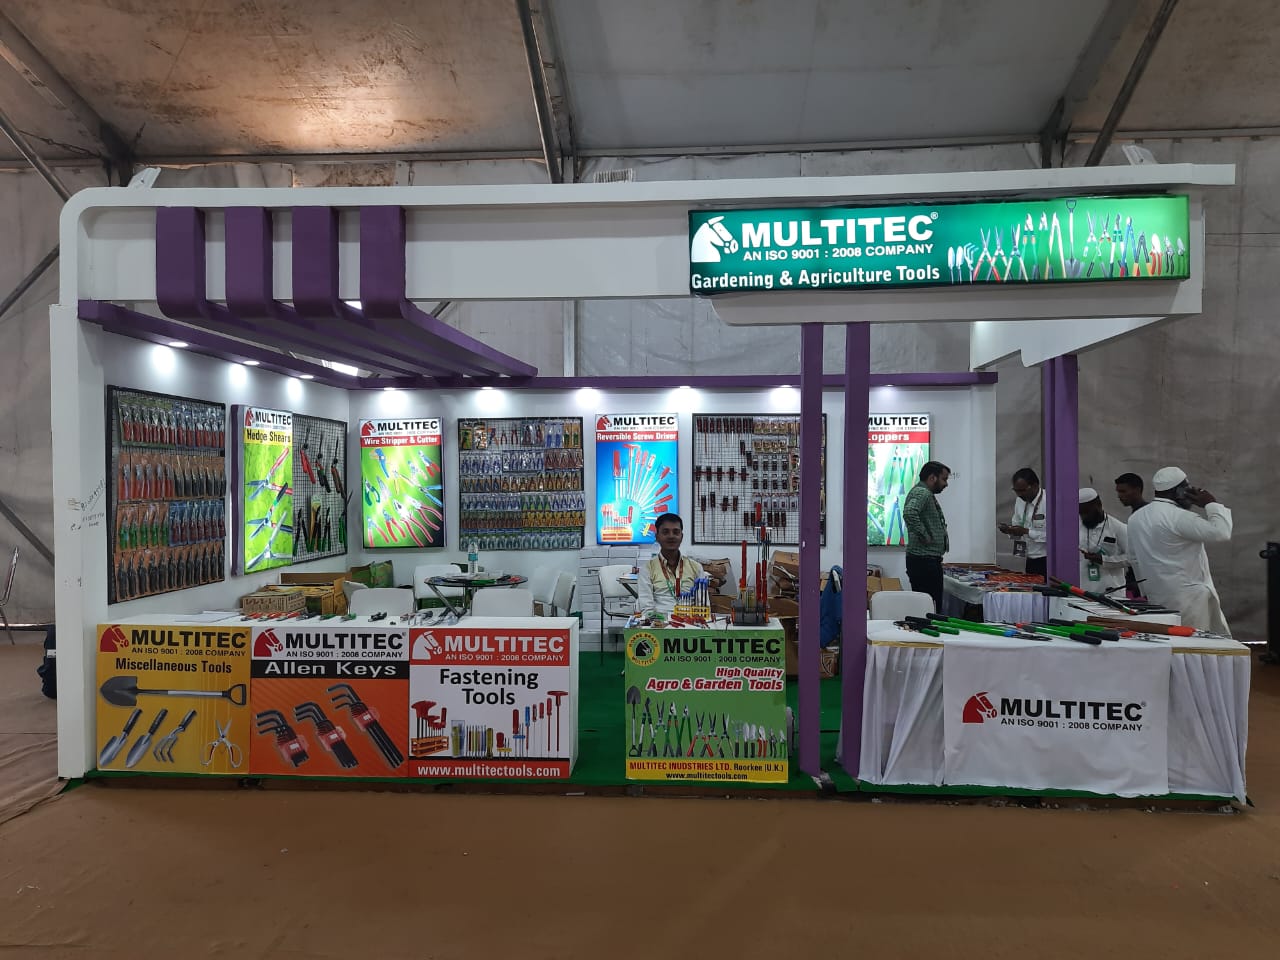 MULTITEC®
AN ISO 9001 : 2008 COMPANY
Gardening & Agriculture Tools
MULTITEC
Hedge Shears
MULTITEC
Wire Stripper & Cutter
MULTITEC
Reversible Screw Driver
MULTITEC
Loppers
MULTITEC®
AN ISO 9001 : 2008 COMPANY
Miscellaneous Tools
MULTITEC®
AN ISO 9001 : 2008 COMPANY
Allen Keys
MULTITEC®
AN ISO 9001 : 2008 COMPANY
Fastening
Tools
www.multitectools.com
MULTITEC
MULTITEC®
AN ISO 9001 : 2008 COMPANY
High Quality
Agro & Garden Tools
MULTITEC INDUSTRIES LTD. Roorkee (U.K.)
www.multitectools.com
MULTITEC®
AN ISO 9001 : 2008 COMPANY